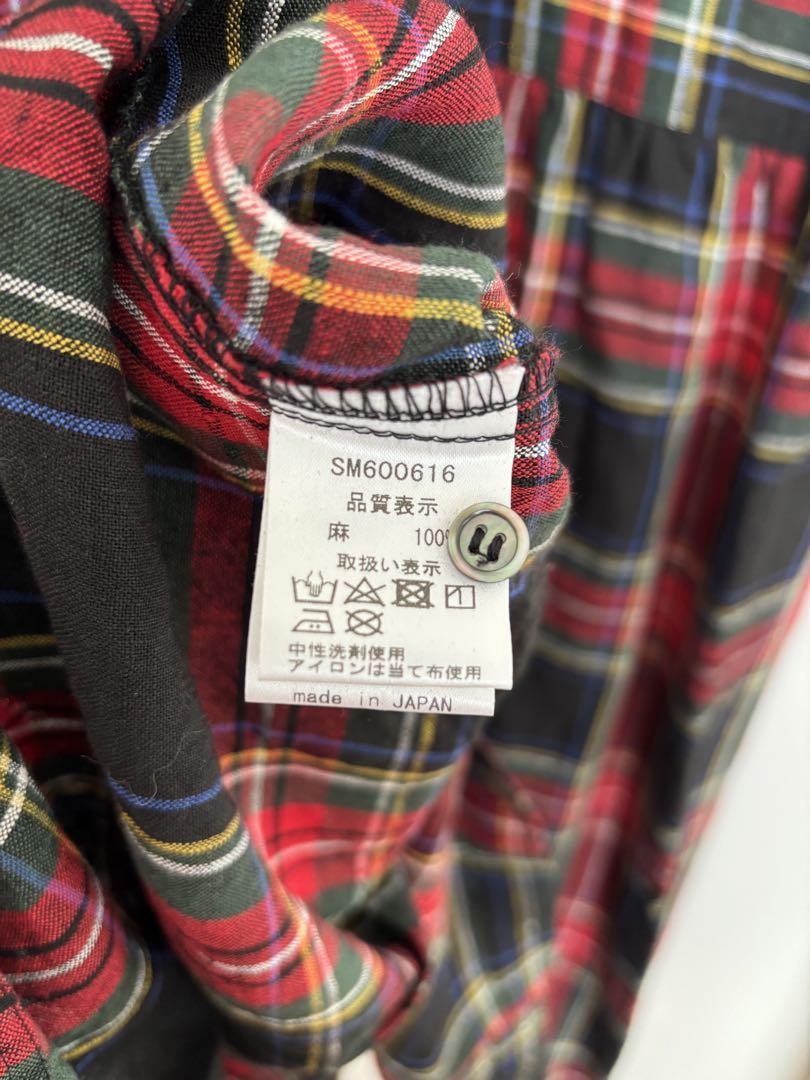 SM600616
品質表示
麻 100%
取扱い表示
中性洗剤使用
アイロンは当て布使用
made in JAPAN